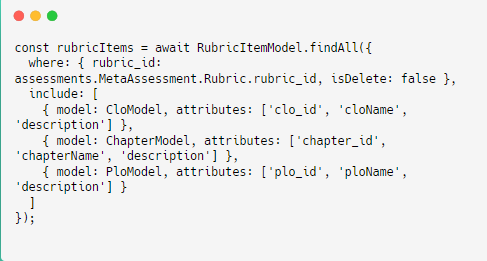 const rubricItems = await RubricItemModel.findAll({
  where: { rubric_id:
assessments.MetaAssessment.Rubric.rubric_id, isDelete: false },
  include: [
    { model: CloModel, attributes: ['clo_id', 'cloName',
'description'] },
    { model: ChapterModel, attributes: ['chapter_id',
'chapterName', 'description'] },
    { model: PloModel, attributes: ['plo_id', 'ploName',
'description'] }
  ]
});